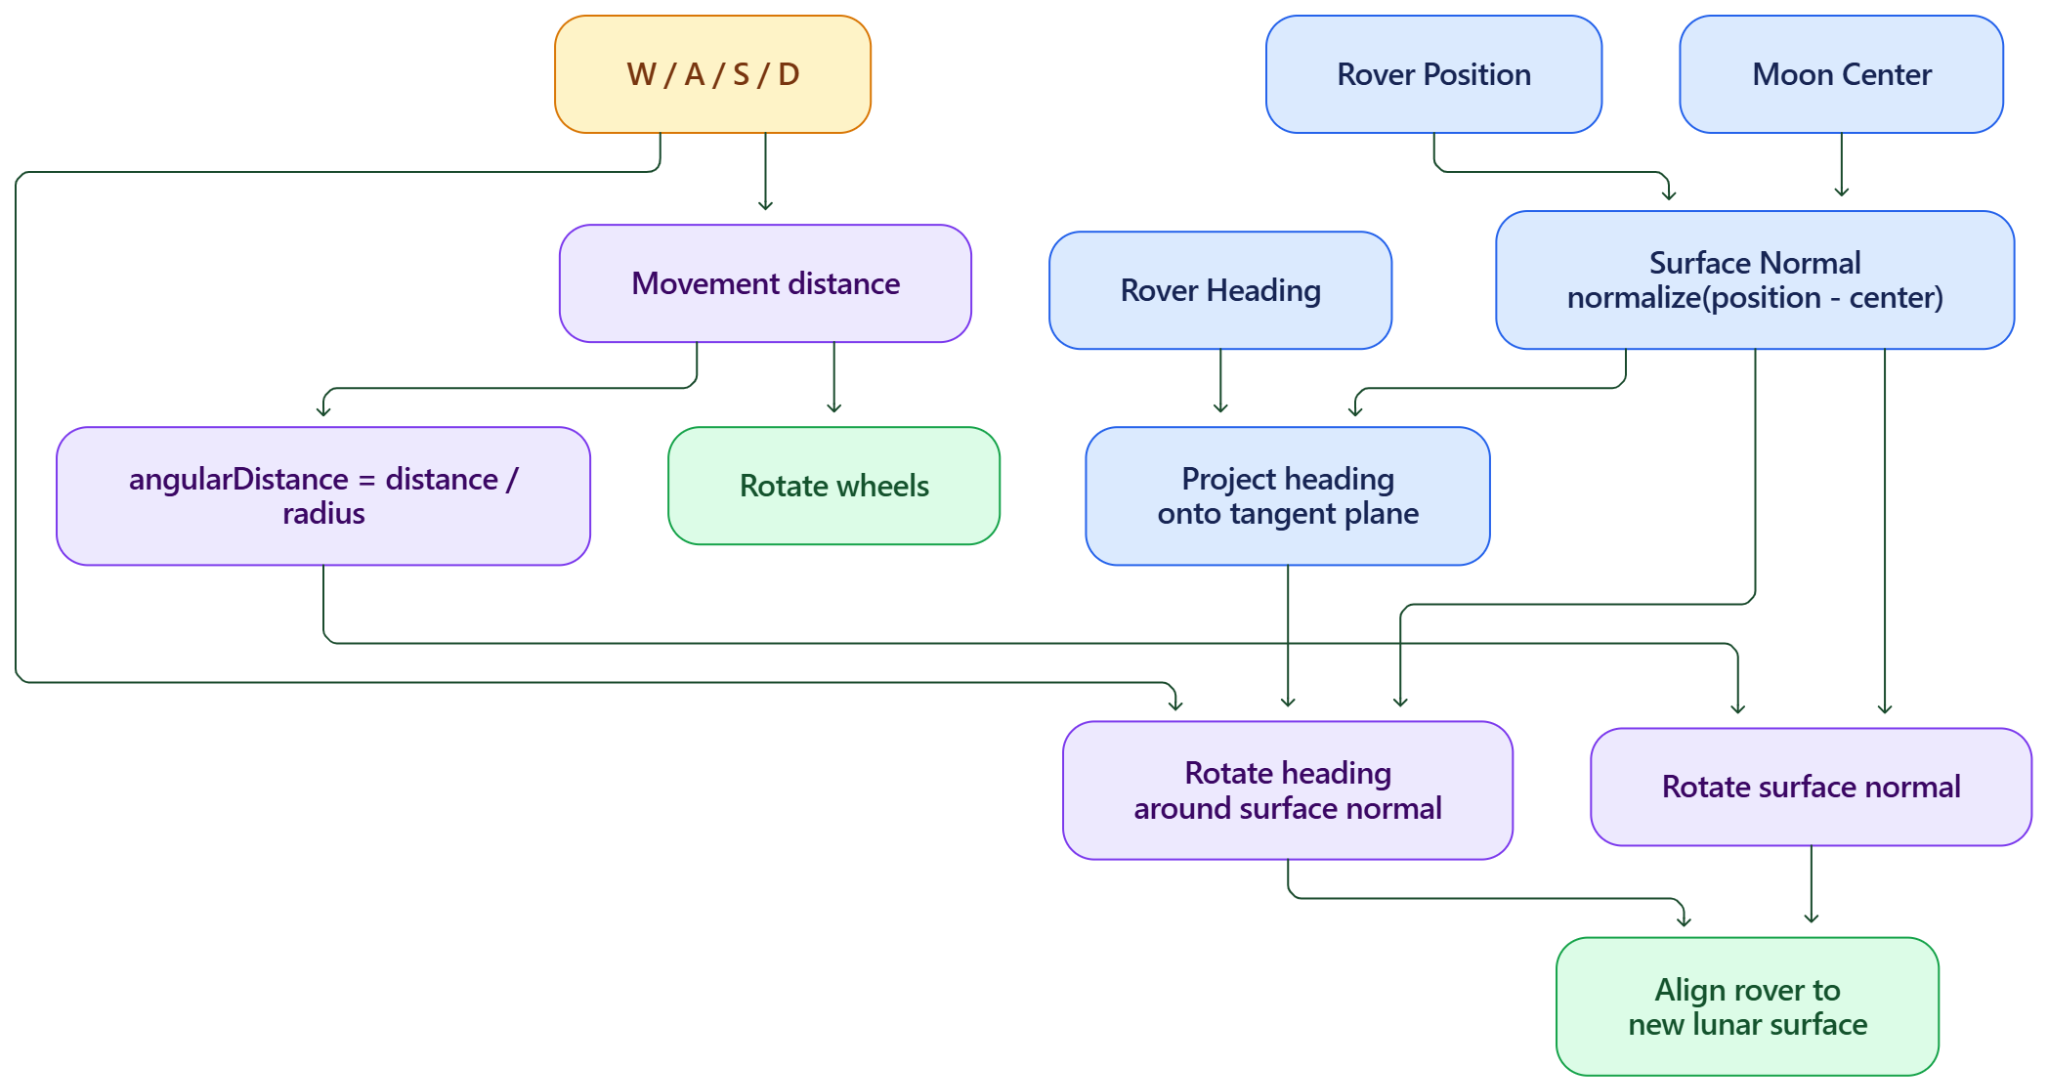 W / A / S / D
Rover Position
Moon Center
Movement distance
Rover Heading
Surface Normal
normalize(position - center)
angularDistance = distance /
radius
Rotate wheels
Project heading
onto tangent plane
Rotate heading
around surface normal
Rotate surface normal
Align rover to
new lunar surface